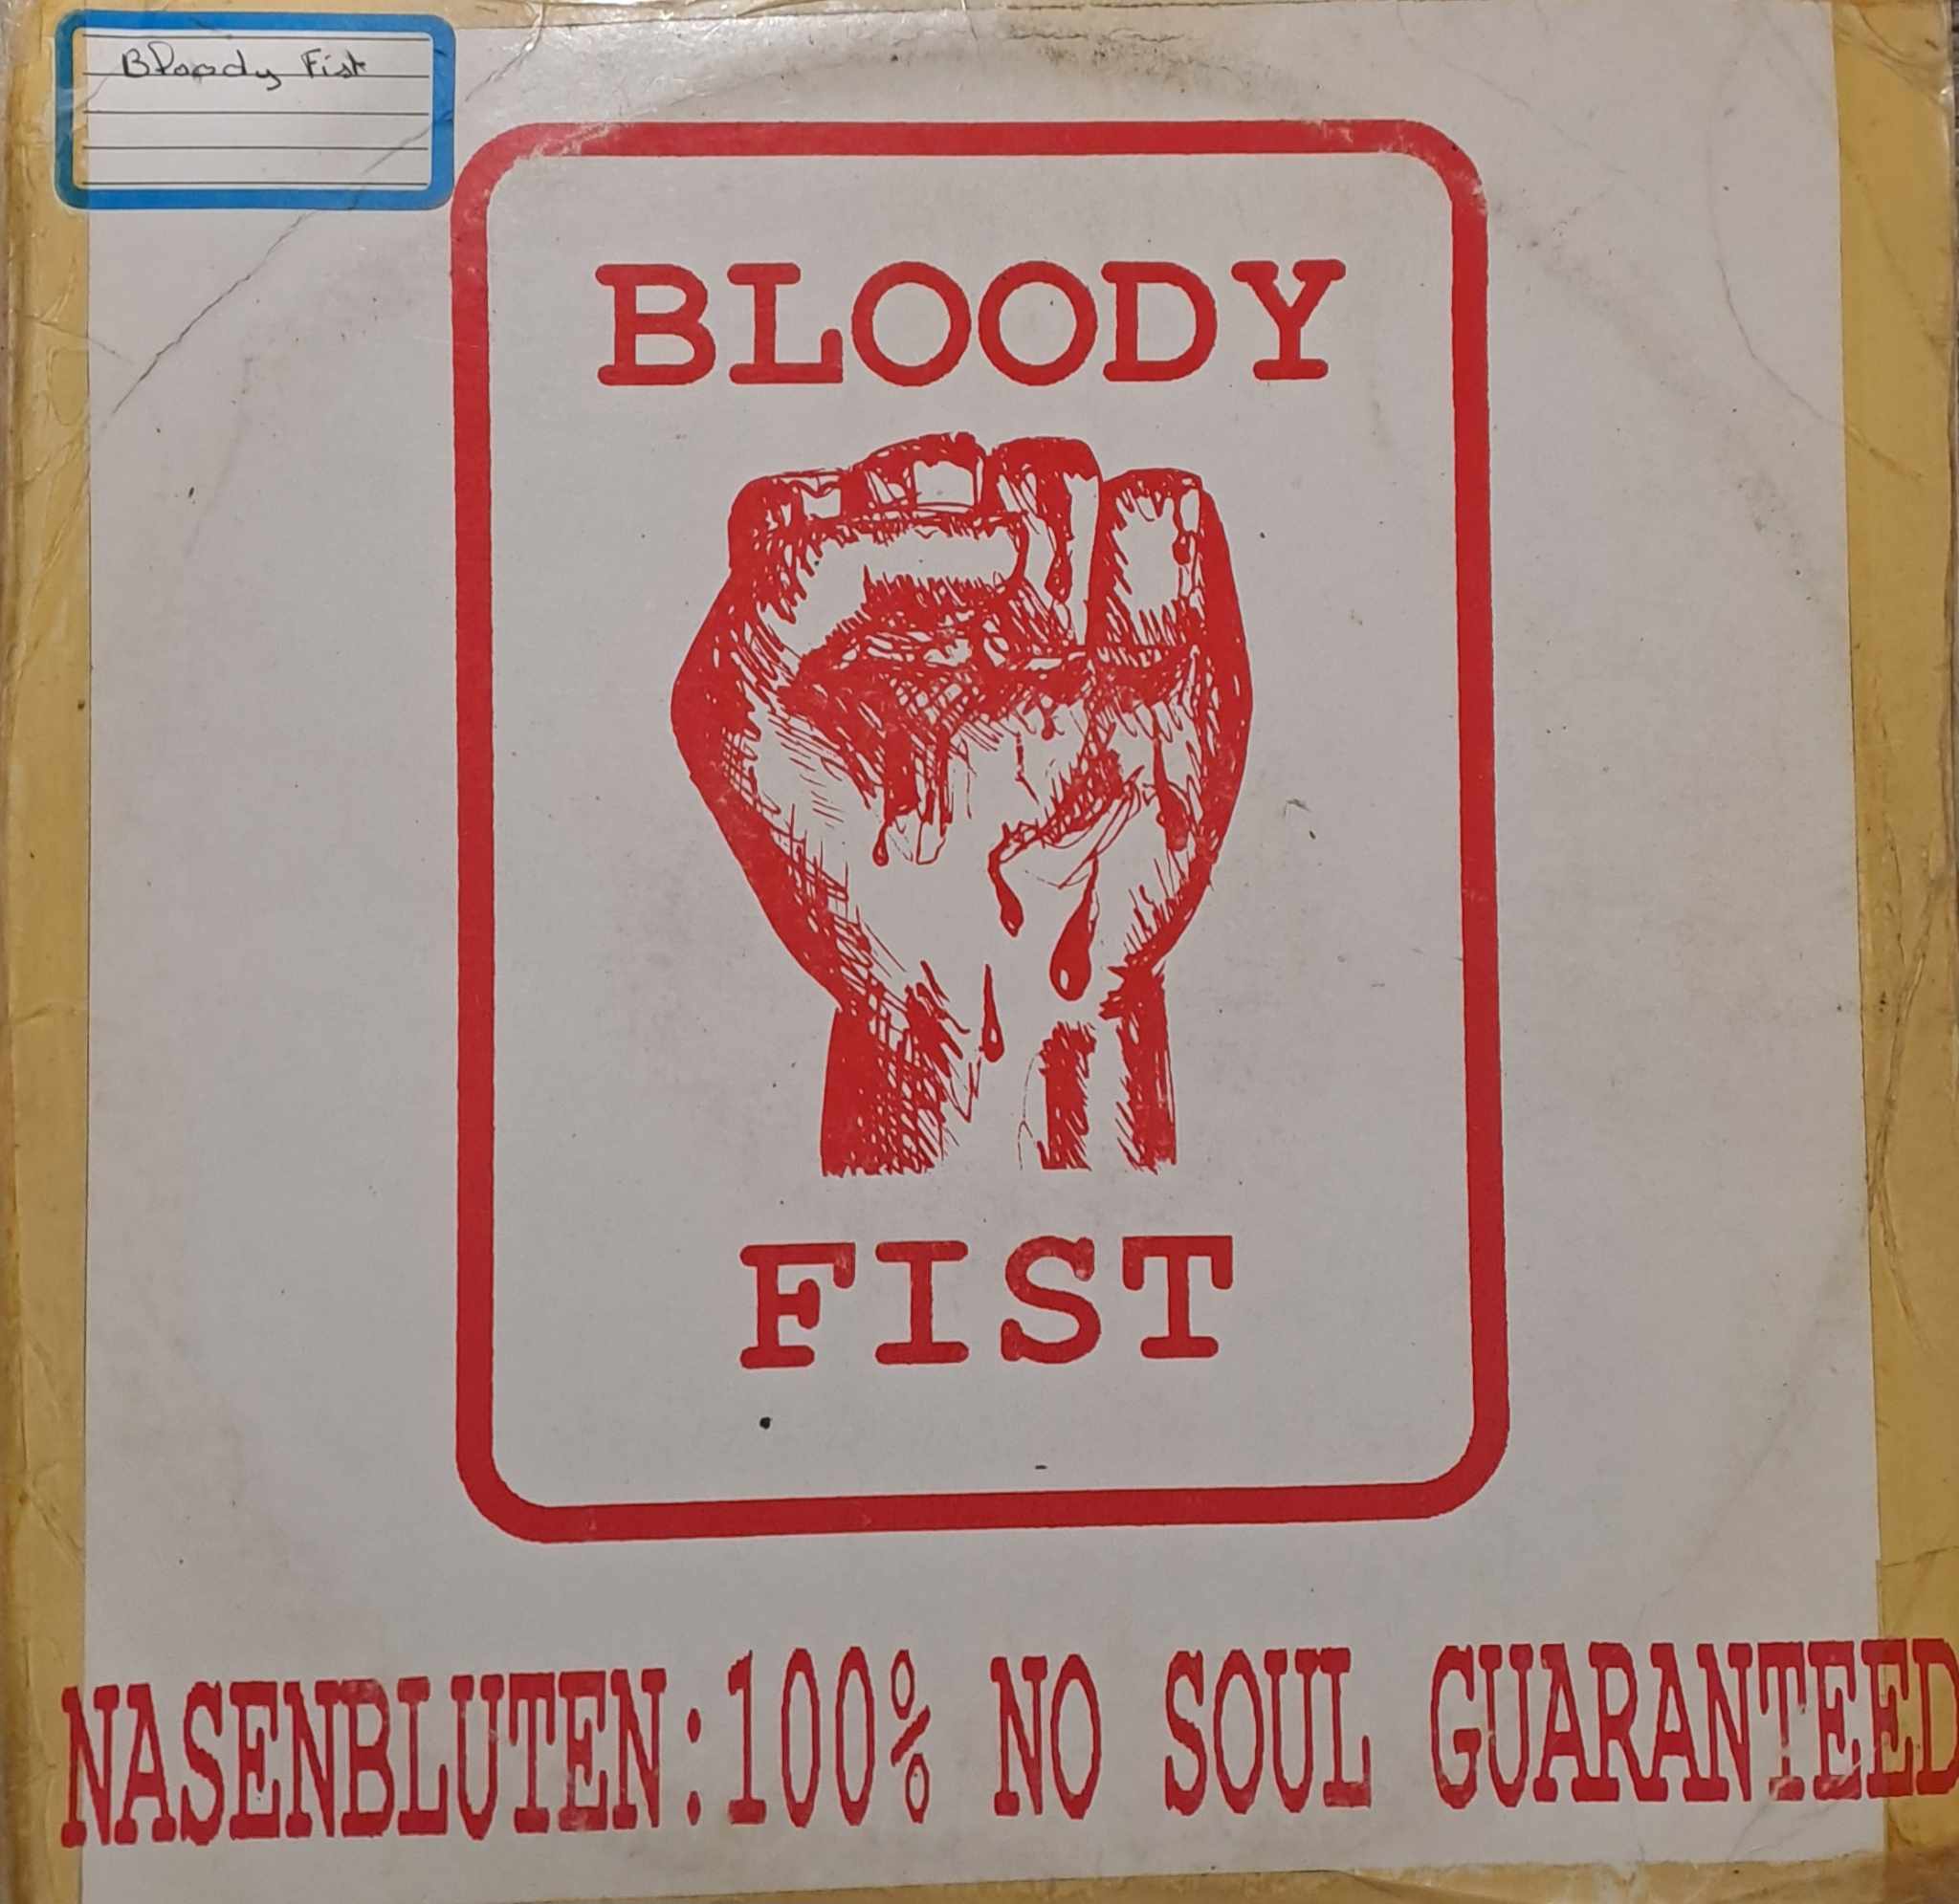 Bloody Fist
BLOODY
FIST
NASENBLUTEN:100% NO SOUL GUARANTEED